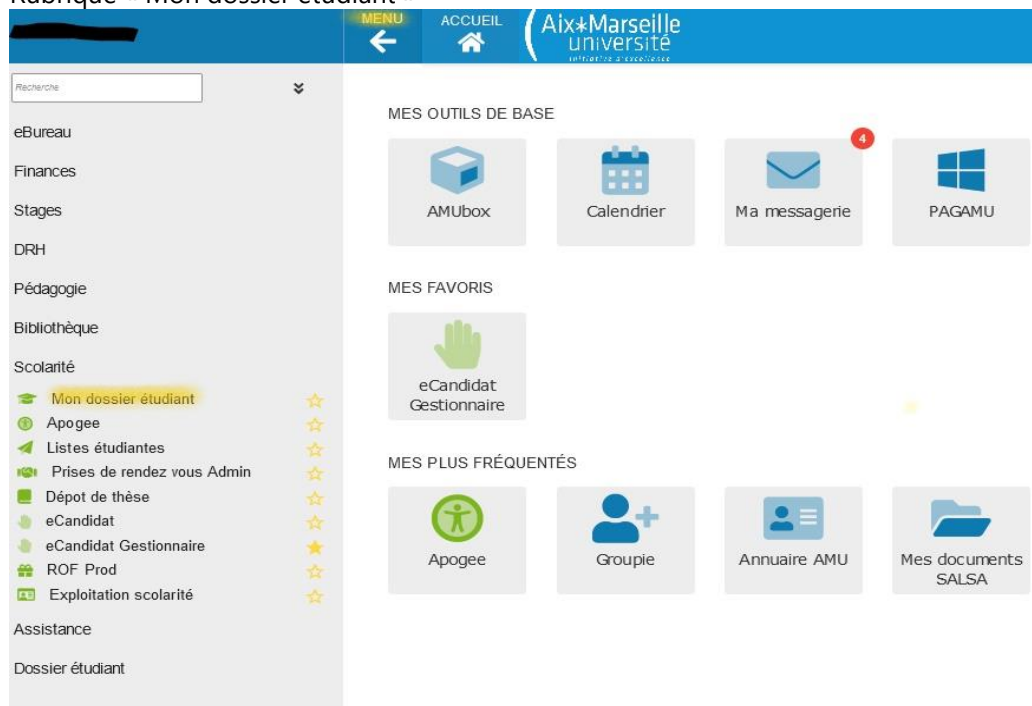 Rubrique « Mon dossier étudiant »
MENU
ACCUEIL
Aix*Marseille
université
initiative d'excellence
Recherche
eBureau
Finances
Stages
DRH
Pédagogie
Bibliothèque
Scolarité
Mon dossier étudiant
Apogee
Listes étudiantes
Prises de rendez vous Admin
Dépot de thèse
eCandidat
eCandidat Gestionnaire
ROF Prod
Exploitation scolarité
Assistance
Dossier étudiant
MES OUTILS DE BASE
AMUbox
Calendrier
4
Ma messagerie
PAGAMU
MES FAVORIS
eCandidat
Gestionnaire
MES PLUS FRÉQUENTÉS
Apogee
Groupie
Annuaire AMU
Mes documents
SALSA